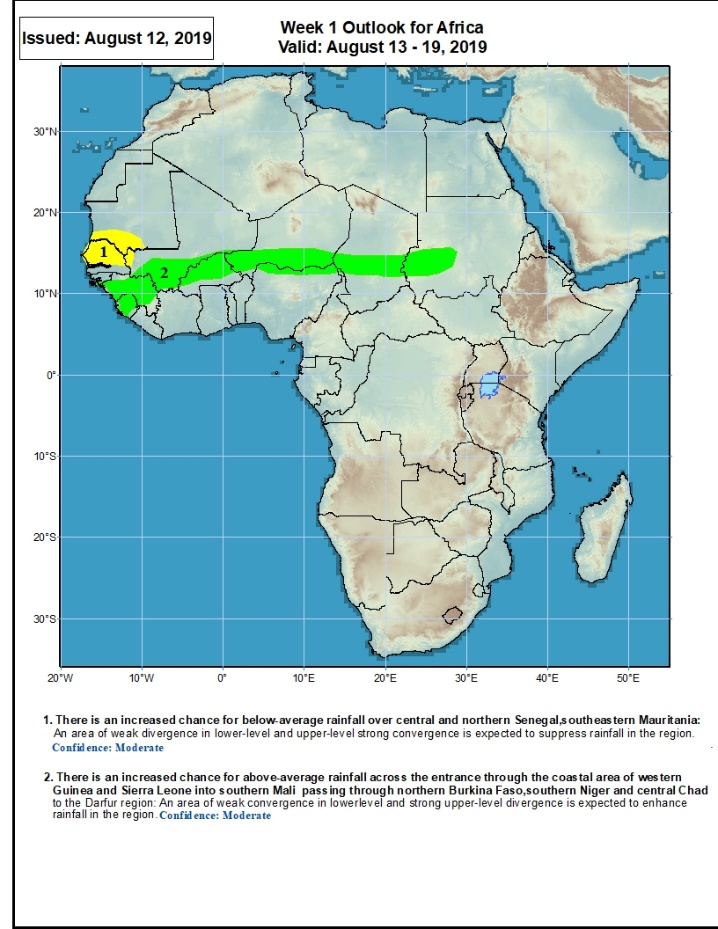 Issued: August 12, 2019
Week 1 Outlook for Africa
Valid: August 13 - 19, 2019
30°N
20°N
10°N
0°
10°S
20°S
30°S
1
2
20°W 10°W 0° 10°E 20°E 30°E 40°E 50°E
1. There is an increased chance for below-average rainfall over central and northern Senegal,southeastern Mauritania:
An area of weak divergence in lower-level and upper-level strong convergence is expected to suppress rainfall in the region.
Confidence: Moderate
2. There is an increased chance for above-average rainfall across the entrance through the coastal area of western
Guinea and Sierra Leone into southern Mali passing through northern Burkina Faso,southern Niger and central Chad
to the Darfur region: An area of weak convergence in lowerlevel and strong upper-level divergence is expected to enhance
rainfall in the region. Confidence: Moderate